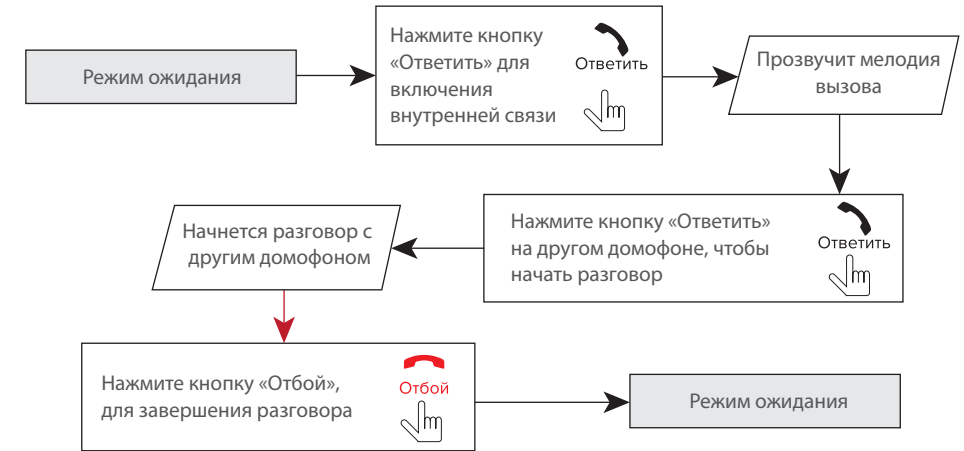 Режим ожидания
Нажмите кнопку
«Ответить» для
включения
внутренней связи
Ответить
Прозвучит мелодия
вызова
Нажмите кнопку «Ответить»
на другом домофоне, чтобы
начать разговор
Ответить
Начнется разговор с
другим домофоном
Нажмите кнопку «Отбой»,
для завершения разговора
Отбой
Режим ожидания